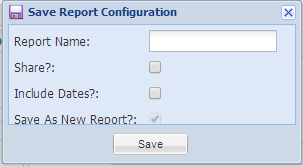 Save Report Configuration
Report Name:
Share?:
Include Dates?:
Save As New Report?:
Save